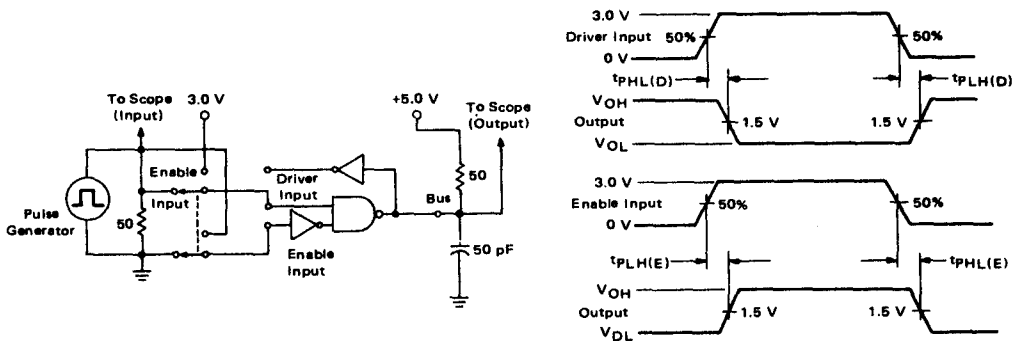 To Scope
(Input)
3.0 V
+5.0 V
To Scope
(Output)
Enable
Input
Driver
Input
Pulse
Generator
50
50
Bus
Enable
Input
50 pF
3.0 V
Driver Input
0 V
50%
50%
tPHL(D)
tPLH(D)
VOH
Output
VOL
1.5 V
1.5 V
3.0 V
Enable Input
0 V
50%
50%
tPLH(E)
tPHL(E)
VOH
Output
VDL
1.5 V
1.5 V